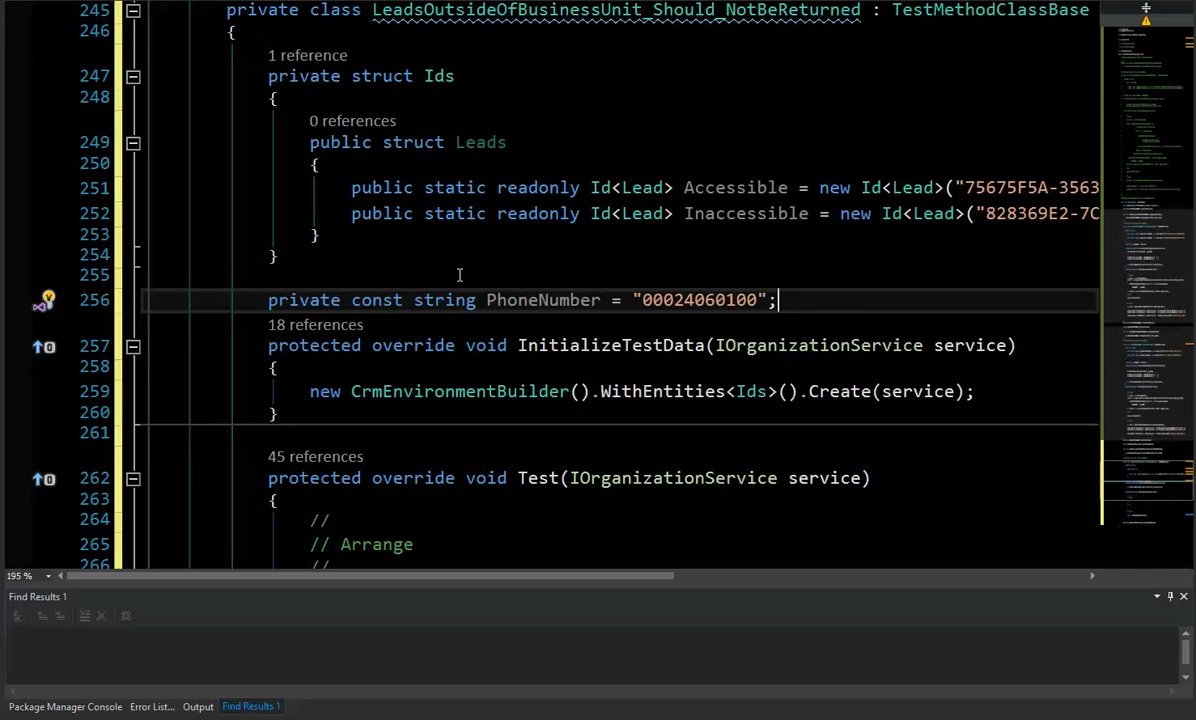 245 private class LeadsOutsideOfBusinessUnit_Should_NotBeReturned : TestMethodClassBase
246 {
1 reference
247 private struct Ids
248 {
0 references
249 public struct Leads
250 {
251 public static readonly Id<Lead> Accessible = new Id<Lead>("75675F5A-3563
252 public static readonly Id<Lead> Inaccessible = new Id<Lead>("828369E2-7C
253 }
254 }
255
256 private const string PhoneNumber = "00024060100";
18 references
257 protected override void InitializeTestData(IOrganizationService service)
258 {
259 new CrmEnvironmentBuilder().WithEntities<Ids>().Create(service);
260 }
261
45 references
262 protected override void Test(IOrganizationService service)
263 {
264 //
265 // Arrange
266 //
195 %
Find Results 1
Package Manager Console Error List... Output Find Results 1